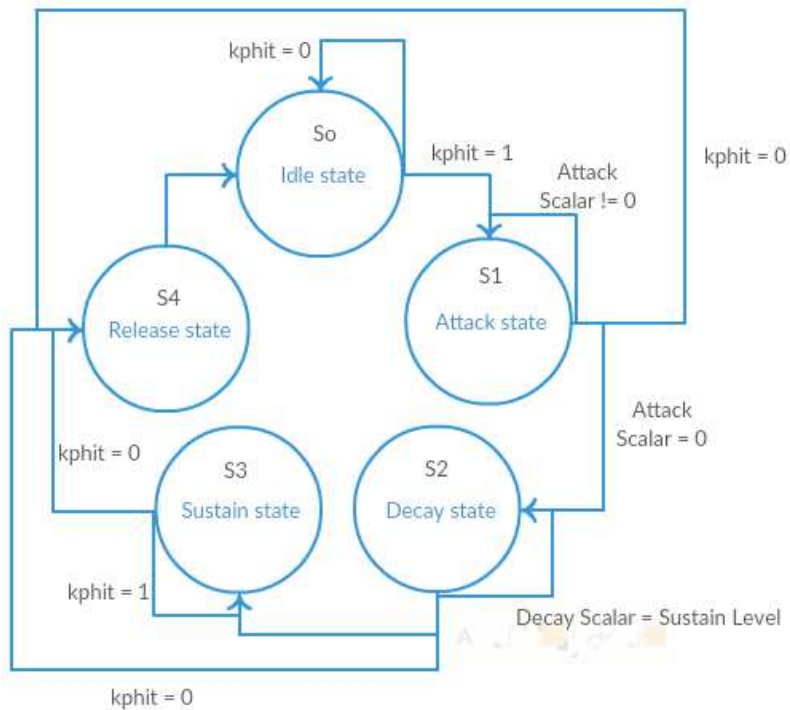 kphit = 0
So
Idle state
kphit = 1
Attack
Scalar != 0
kphit = 0
S4
Release state
S1
Attack state
Attack
Scalar = 0
kphit = 0
S3
Sustain state
S2
Decay state
kphit = 1
Decay Scalar = Sustain Level
kphit = 0